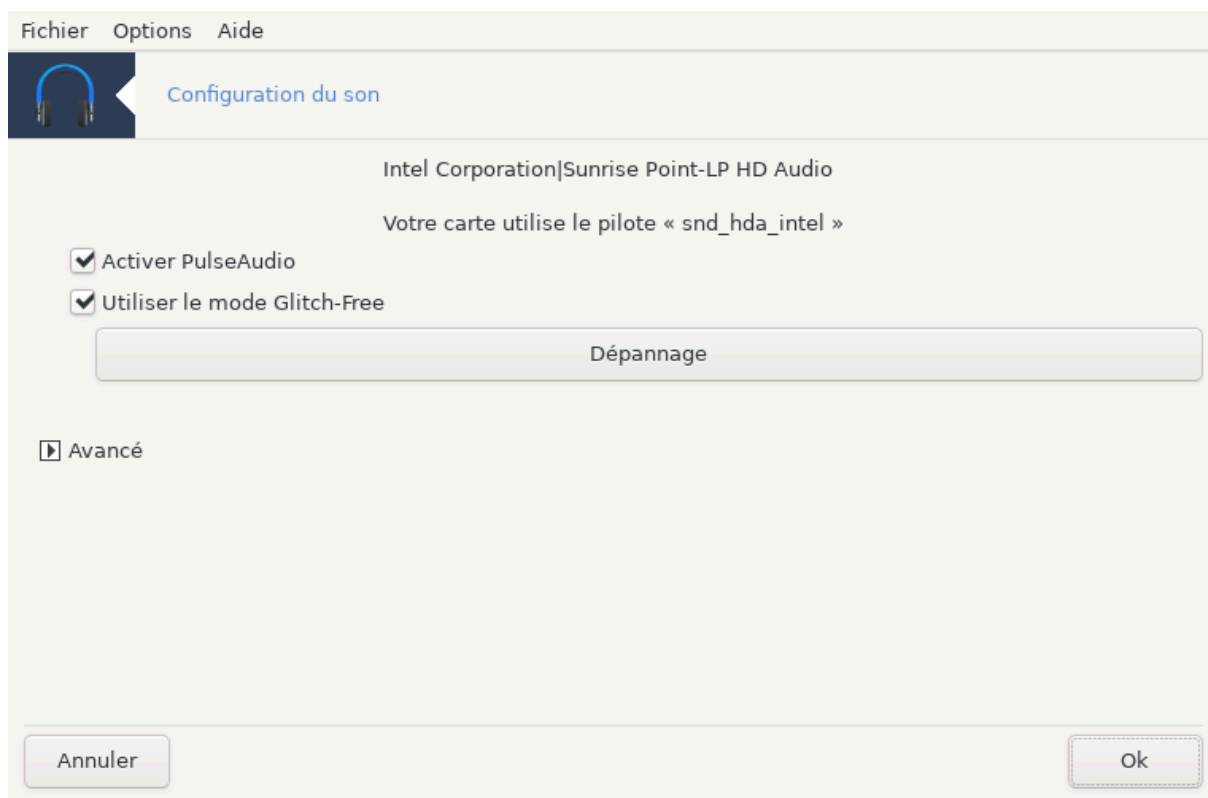 Fichier Options Aide
Configuration du son
Intel Corporation|Sunrise Point-LP HD Audio
Votre carte utilise le pilote « snd_hda_intel »
Activer PulseAudio
Utiliser le mode Glitch-Free
Dépannage
Avancé
Annuler Ok